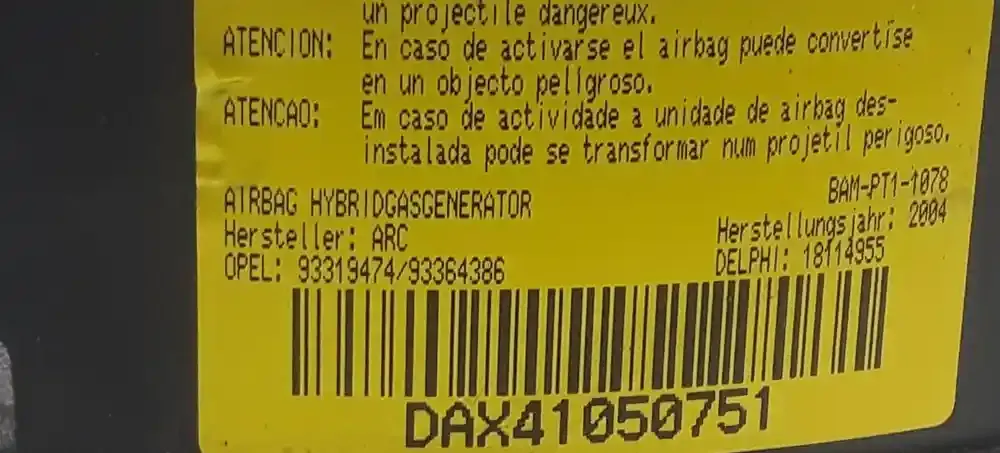 un projectile dangereux.
ATENCION: En caso de activarse el airbag puede convertise
en un objecto pelígroso.
ATENCAO: Em caso de actividade a unidade de airbag des-
instalada pode se transformar num projetil perigoso.
AIRBAG HYBRIDGASGENERATOR BAM-PT1-1078
Hersteller: ARC Herstellungsjahr: 2004
OPEL: 93319474/93364386 DELPHI: 18114955
DAX41050751